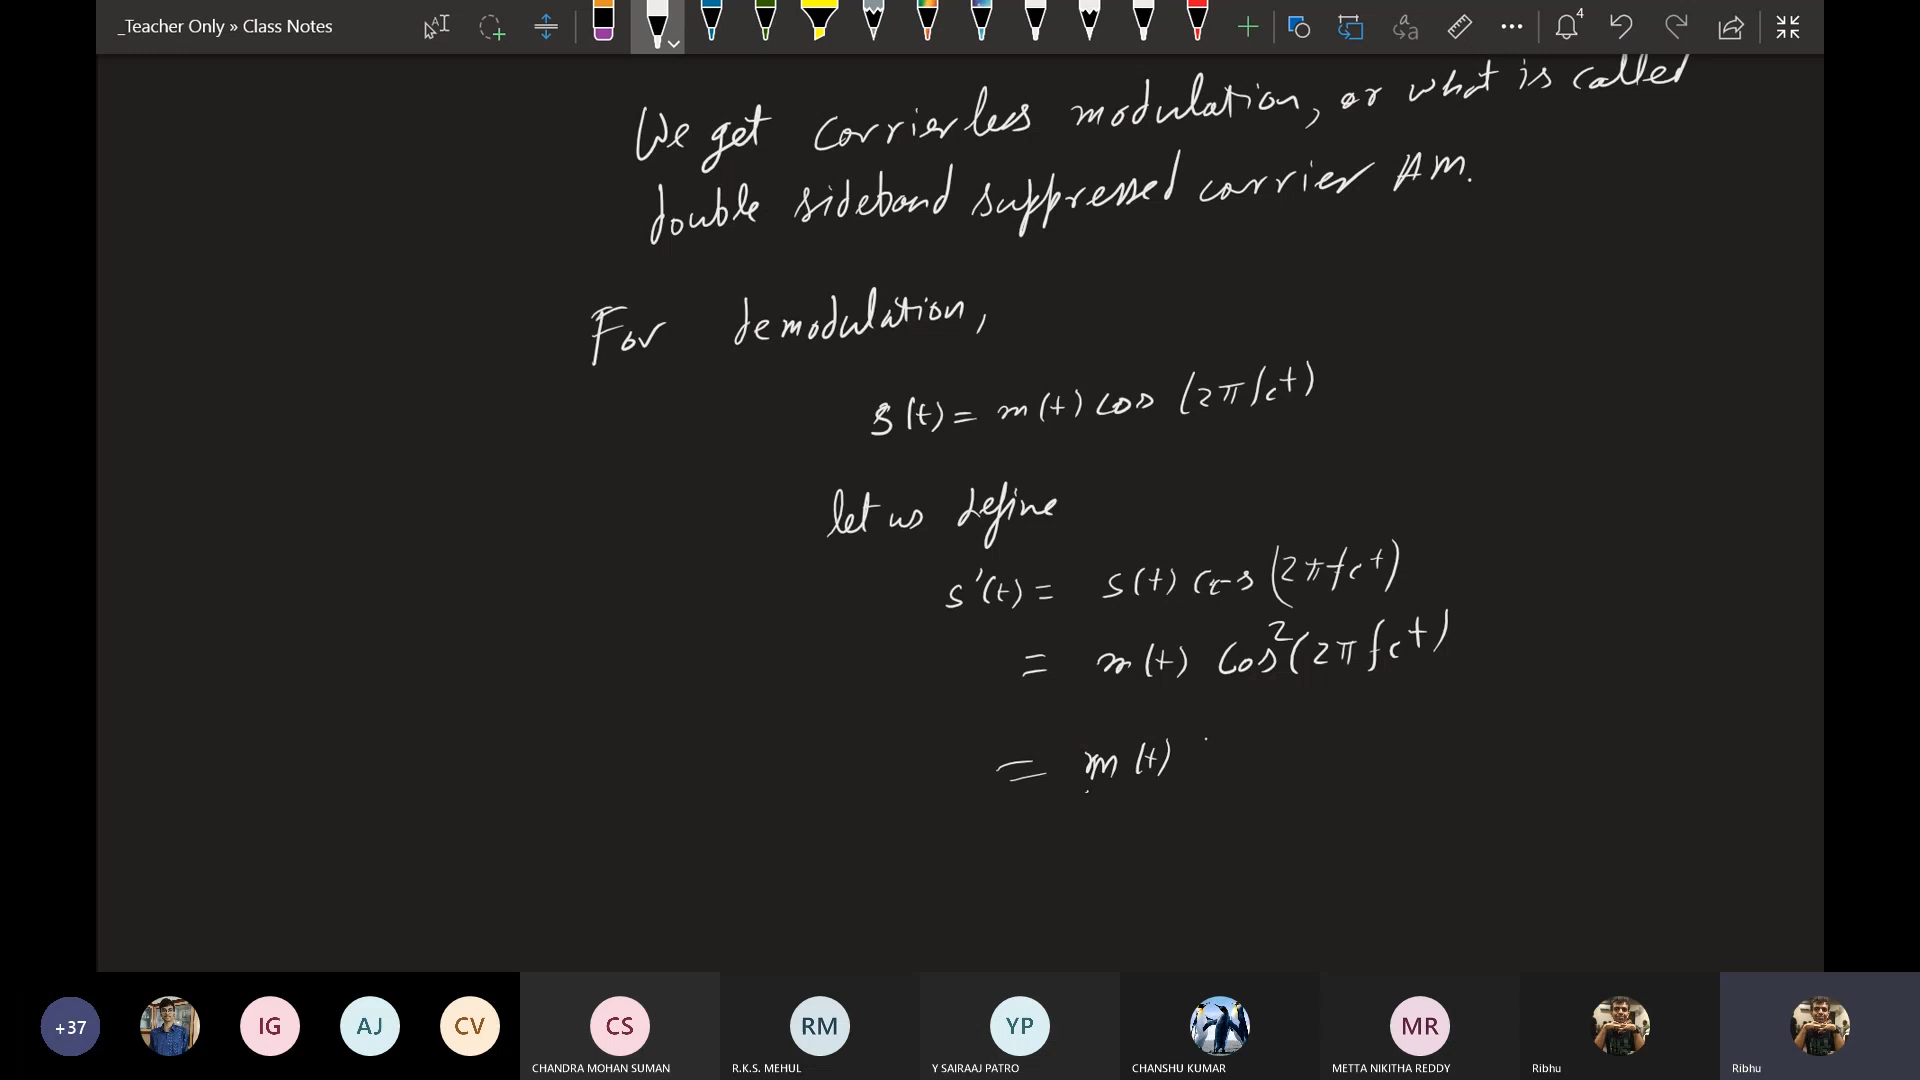 _Teacher Only » Class Notes
4
We get carrierless modulation, or what is called
double sideband suppressed carrier AM.
For demodulation,
s(t) = m(t) cos (2πfct)
let us define
s'(t) = s(t) cos (2πfct)
= m(t) cos²(2πfct)
= m(t)
+37
IG
AJ
CV
CS
RM
YP
MR
CHANDRA MOHAN SUMAN
R.K.S. MEHUL
Y SAIRAAJ PATRO
CHANSHU KUMAR
METTA NIKITHA REDDY
Ribhu
Ribhu